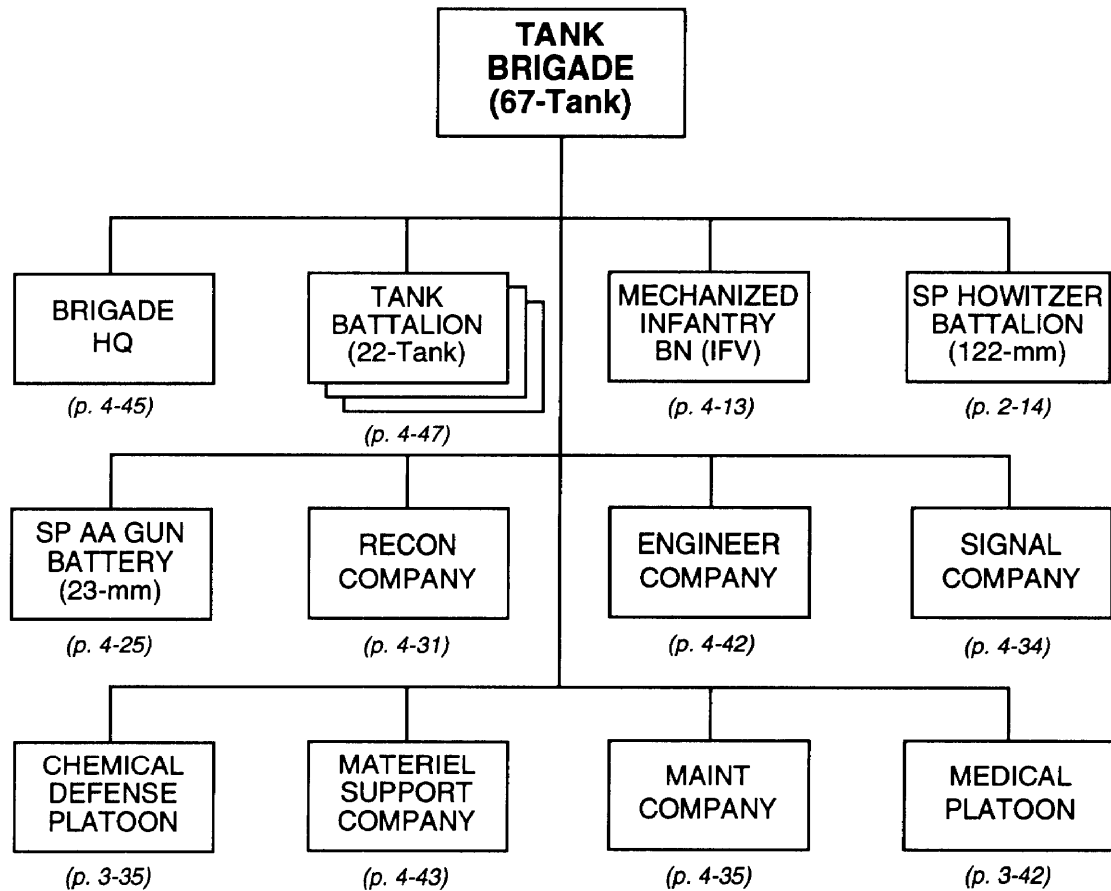 TANK
BRIGADE
(67-Tank)
BRIGADE
HQ
(p. 4-45)
TANK
BATTALION
(22-Tank)
(p. 4-47)
MECHANIZED
INFANTRY
BN (IFV)
(p. 4-13)
SP HOWITZER
BATTALION
(122-mm)
(p. 2-14)
SP AA GUN
BATTERY
(23-mm)
(p. 4-25)
RECON
COMPANY
(p. 4-31)
ENGINEER
COMPANY
(p. 4-42)
SIGNAL
COMPANY
(p. 4-34)
CHEMICAL
DEFENSE
PLATOON
(p. 3-35)
MATERIEL
SUPPORT
COMPANY
(p. 4-43)
MAINT
COMPANY
(p. 4-35)
MEDICAL
PLATOON
(p. 3-42)